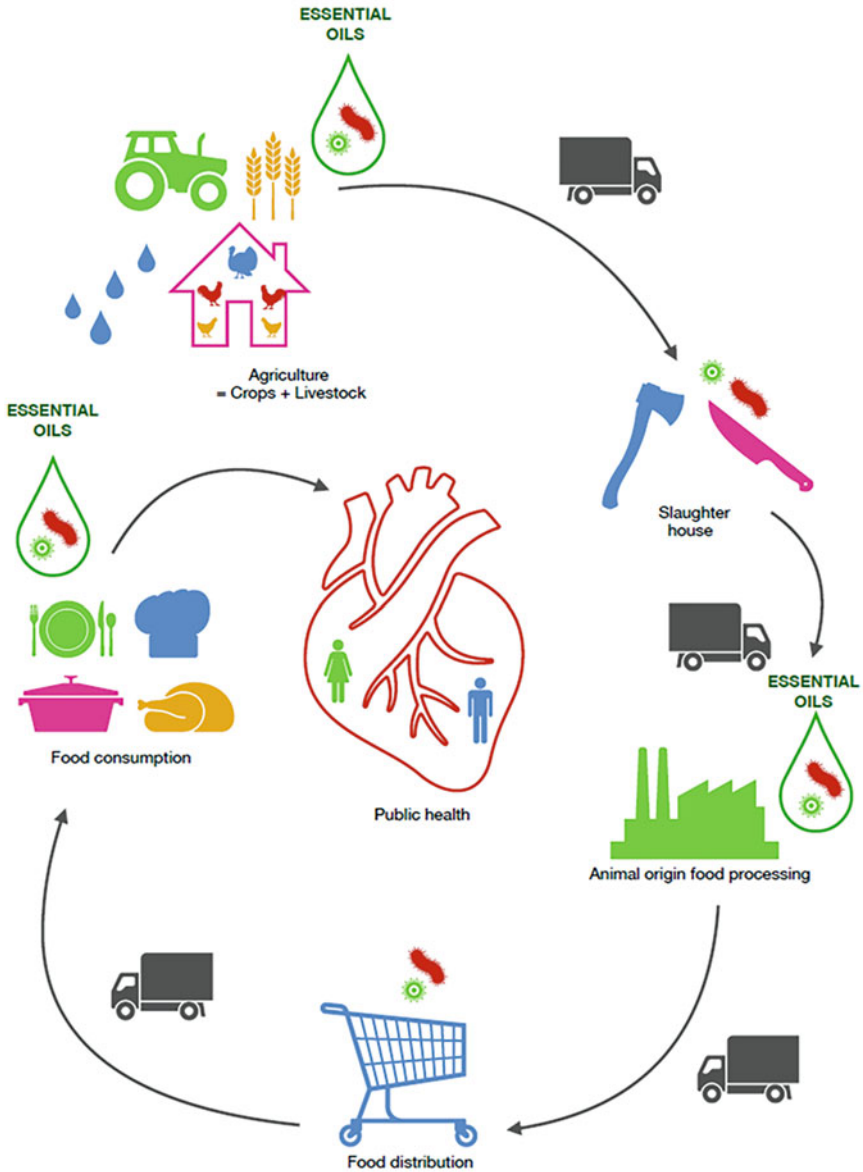 ESSENTIAL
OILS
Agriculture
= Crops + Livestock
Slaughter
house
ESSENTIAL
OILS
Animal origin food processing
Food distribution
ESSENTIAL
OILS
Food consumption
Public health